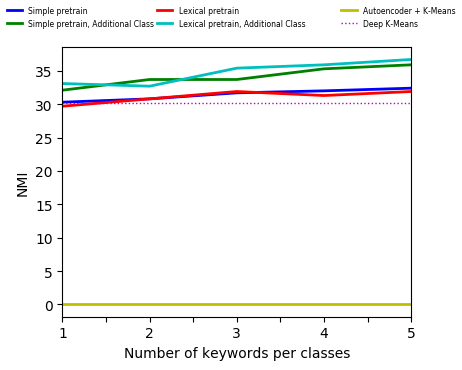 Simple pretrain
Simple pretrain, Additional Class
Lexical pretrain
Lexical pretrain, Additional Class
Autoencoder + K-Means
Deep K-Means
NMI
35
30
25
20
15
10
5
0
1 2 3 4 5
Number of keywords per classes